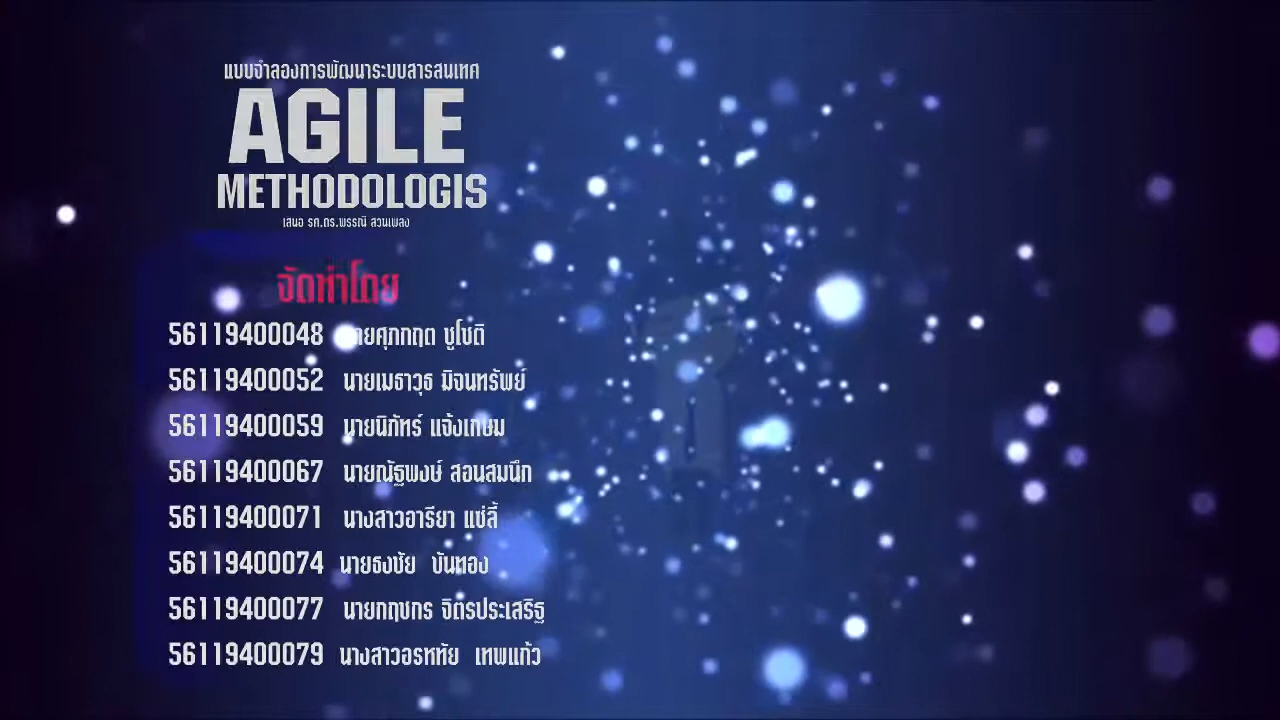 แบบจำลองการพัฒนาระบบสารสนเทศ
AGILE
METHODOLOGIS
เสนอ รศ.ดร.พรรณี สวนเพลง
จัดทำโดย
56119400048 นายศุภกฤต ชูโชติ
56119400052 นายเมธาวุธ มิจนทรัพย์
56119400059 นายนิภัทร์ แจ้งเกษม
56119400067 นายณัฐพงษ์ สอนสมนึก
56119400071 นางสาวอารียา แซ่ลี้
56119400074 นายธงชัย ขันทอง
56119400077 นายกฤชกร จิตรประเสริฐ
56119400079 นางสาวอรหทัย เทพแก้ว